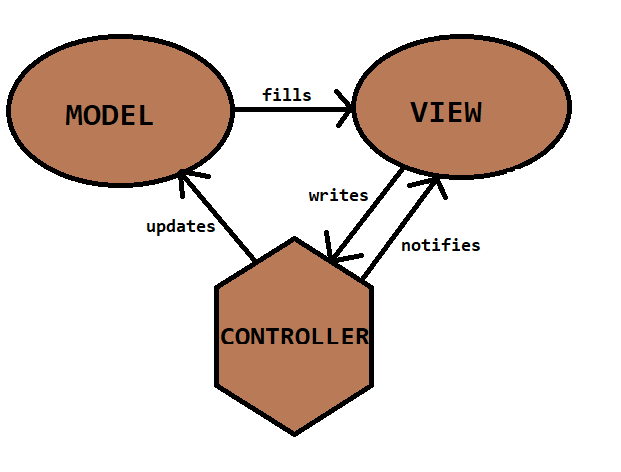 fills
MODEL
VIEW
writes
updates
notifies
CONTROLLER